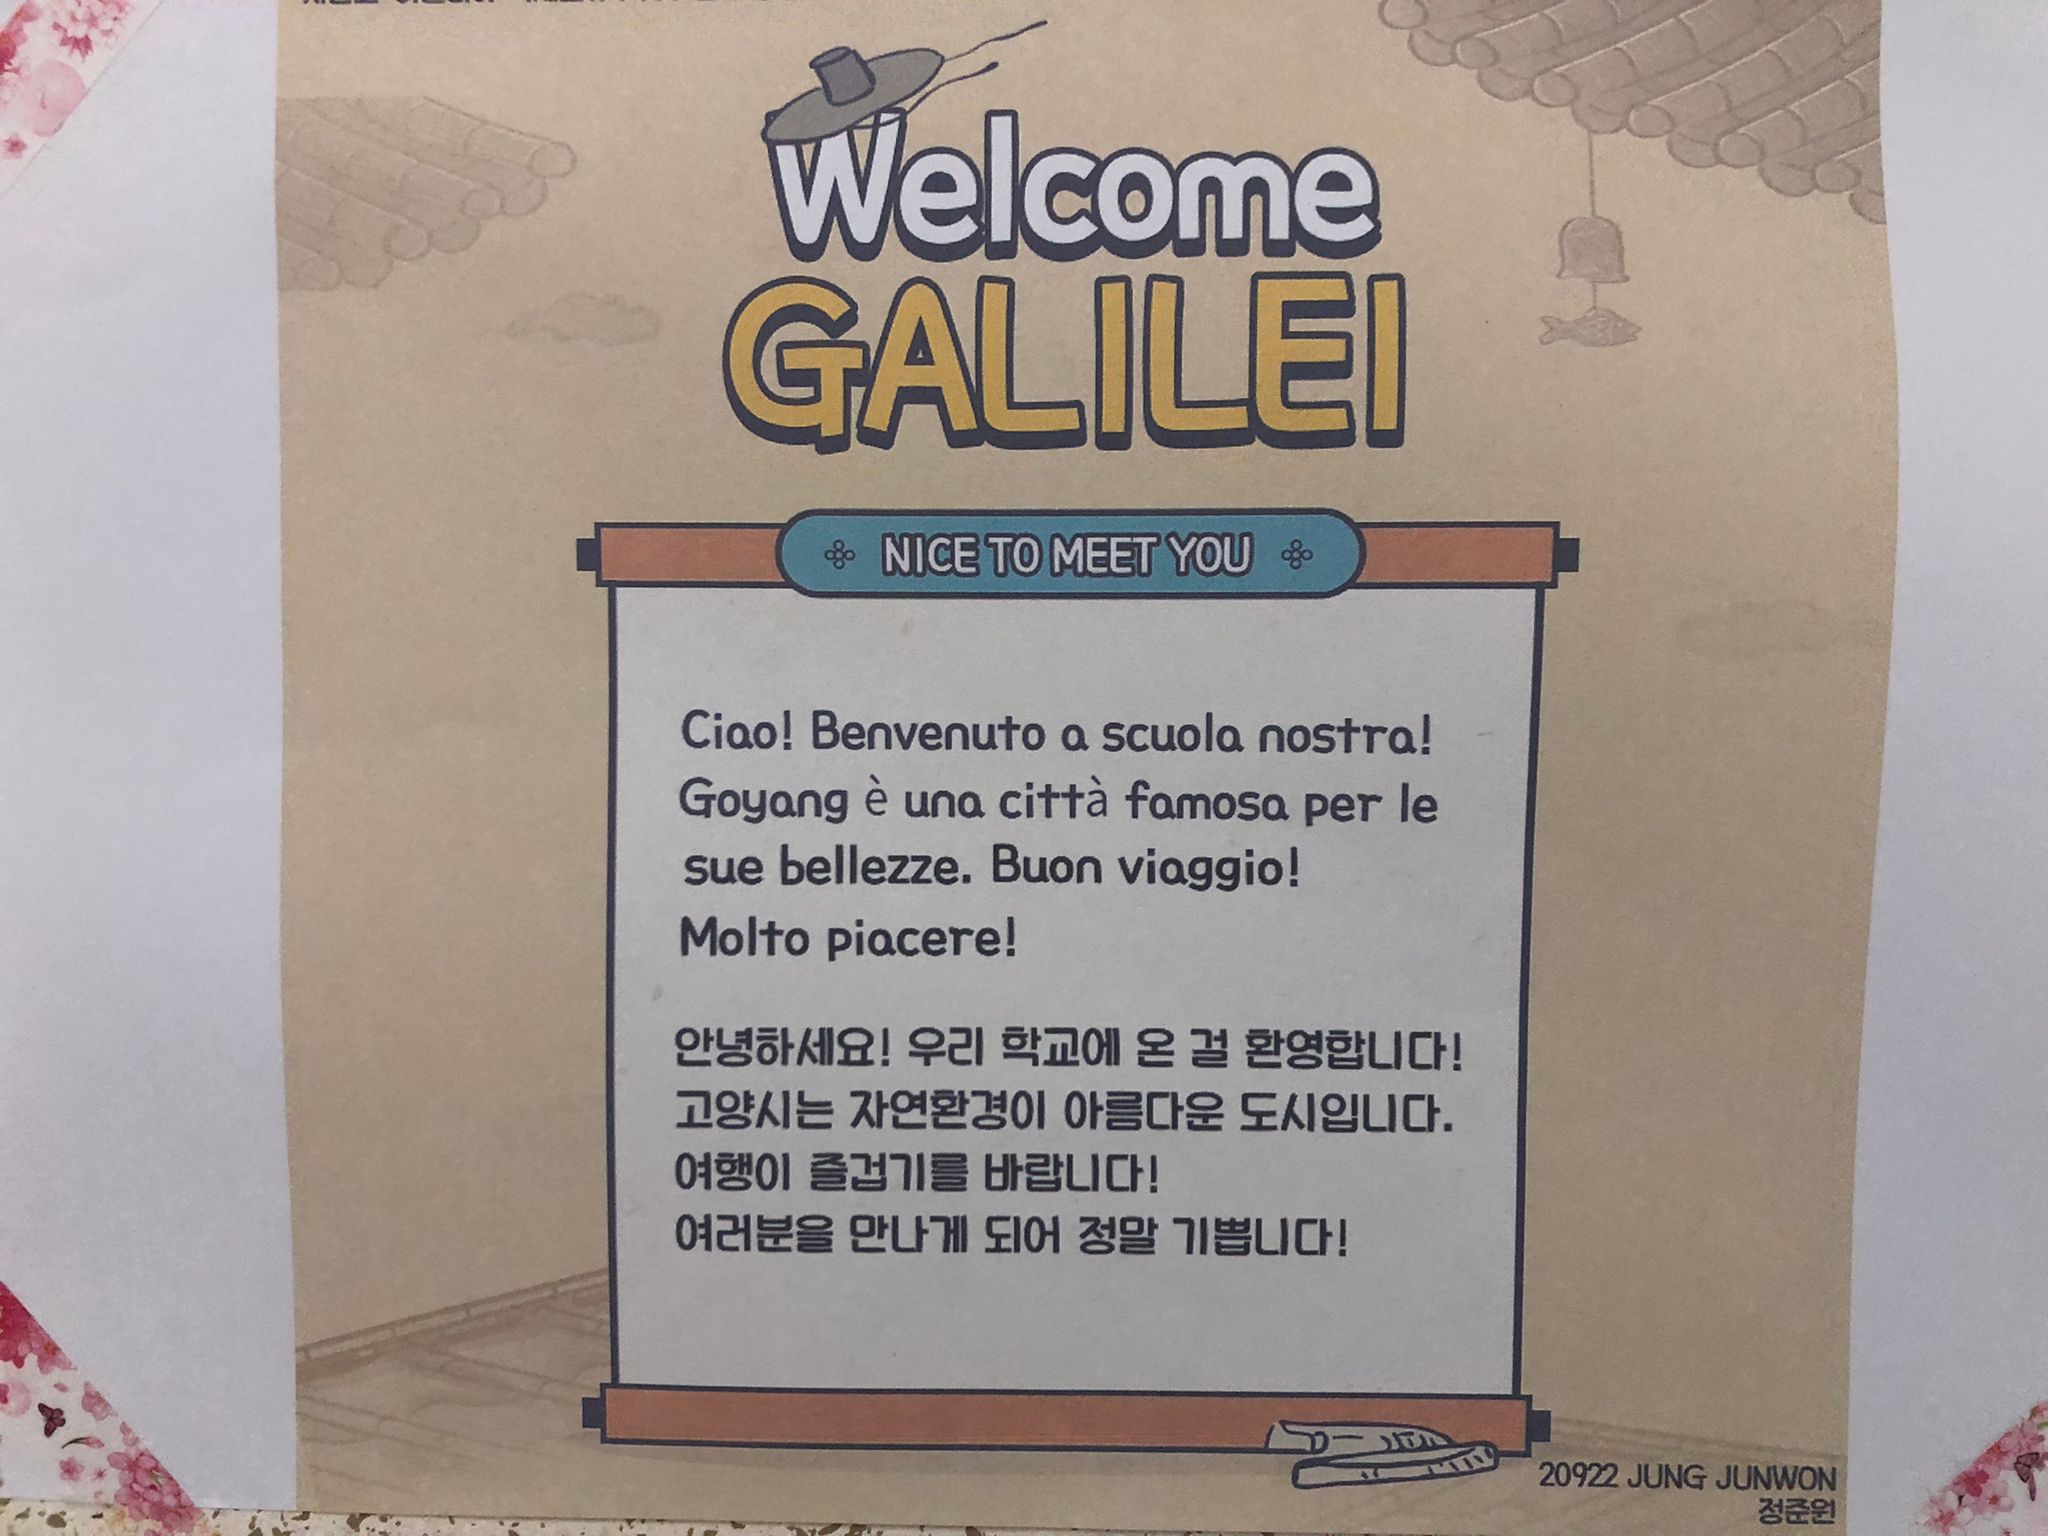 Welcome
GALILEI
NICE TO MEET YOU
Ciao! Benvenuto a scuola nostra!
Goyang è una città famosa per le
sue bellezze. Buon viaggio!
Molto piacere!
안녕하세요! 우리 학교에 온 걸 환영합니다!
고양시는 자연환경이 아름다운 도시입니다.
여행이 즐겁기를 바랍니다!
여러분을 만나게 되어 정말 기쁩니다!
20922 JUNG JUNWON
정준원